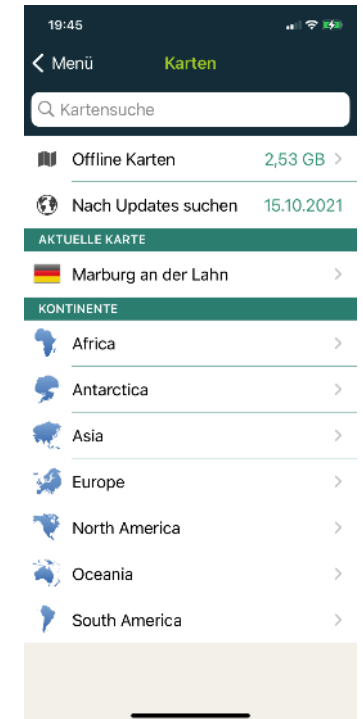 19:45
Menü Karten
Kartensuche
Offline Karten 2,53 GB
Nach Updates suchen 15.10.2021
AKTUELLE KARTE
Marburg an der Lahn
KONTINENTE
Africa
Antarctica
Asia
Europe
North America
Oceania
South America